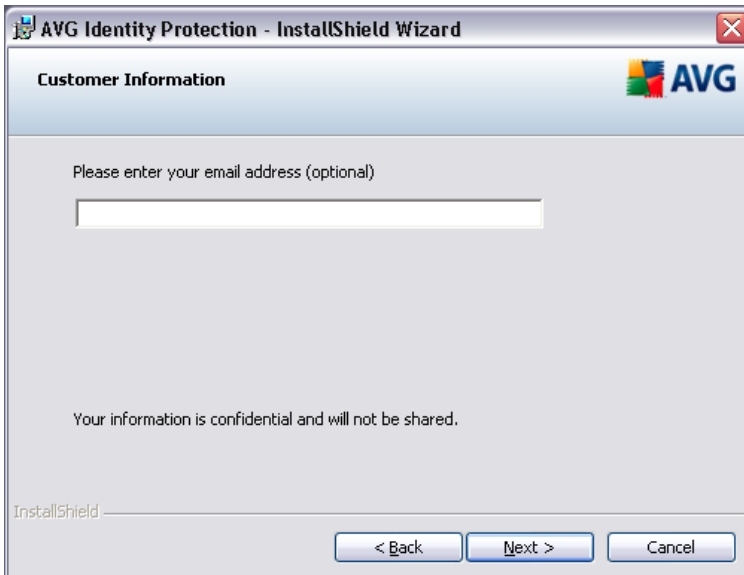 AVG Identity Protection - InstallShield Wizard
Customer Information
AVG
Please enter your email address (optional)
Your information is confidential and will not be shared.
InstallShield
< Back
Next >
Cancel